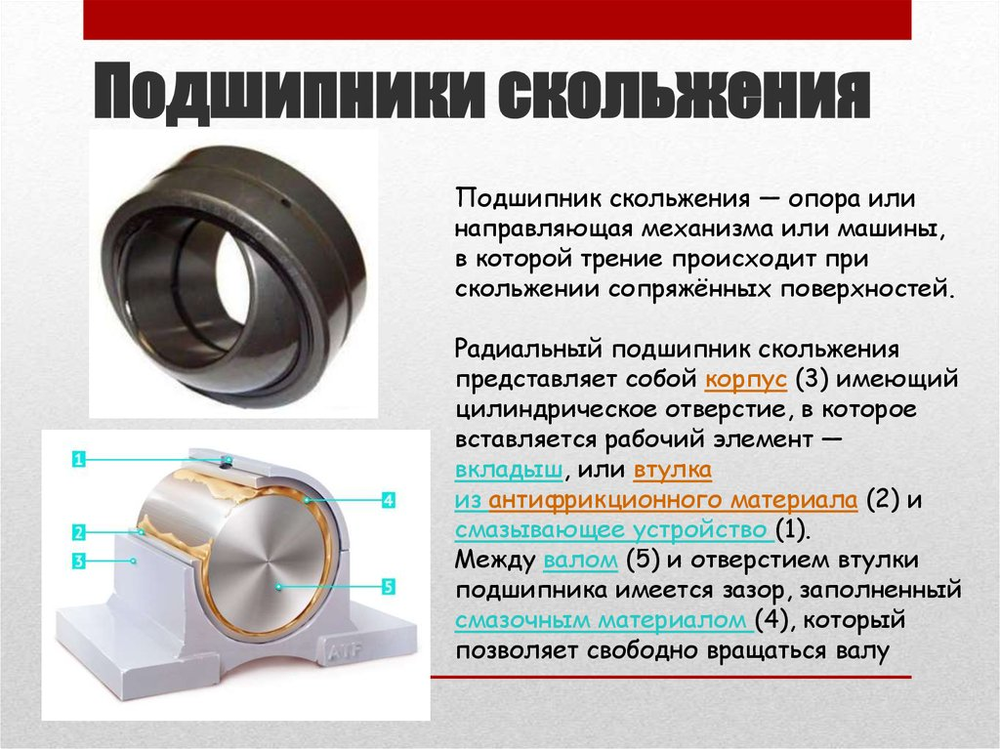 Подшипники скольжения
Подшипник скольжения — опора или
направляющая механизма или машины,
в которой трение происходит при
скольжении сопряжённых поверхностей.
Радиальный подшипник скольжения
представляет собой корпус (3) имеющий
цилиндрическое отверстие, в которое
вставляется рабочий элемент —
вкладыш, или втулка
из антифрикционного материала (2) и
смазывающее устройство (1).
Между валом (5) и отверстием втулки
подшипника имеется зазор, заполненный
смазочным материалом (4), который
позволяет свободно вращаться валу
1
4
2
3
5